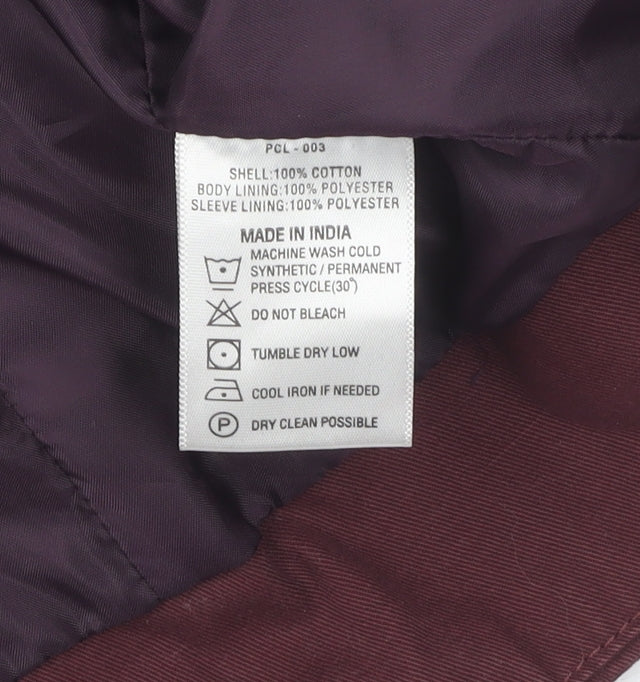 PCL - 003
SHELL:100% COTTON
BODY LINING:100% POLYESTER
SLEEVE LINING:100% POLYESTER
MADE IN INDIA
MACHINE WASH COLD
SYNTHETIC / PERMANENT
PRESS CYCLE(30°)
DO NOT BLEACH
TUMBLE DRY LOW
COOL IRON IF NEEDED
P DRY CLEAN POSSIBLE